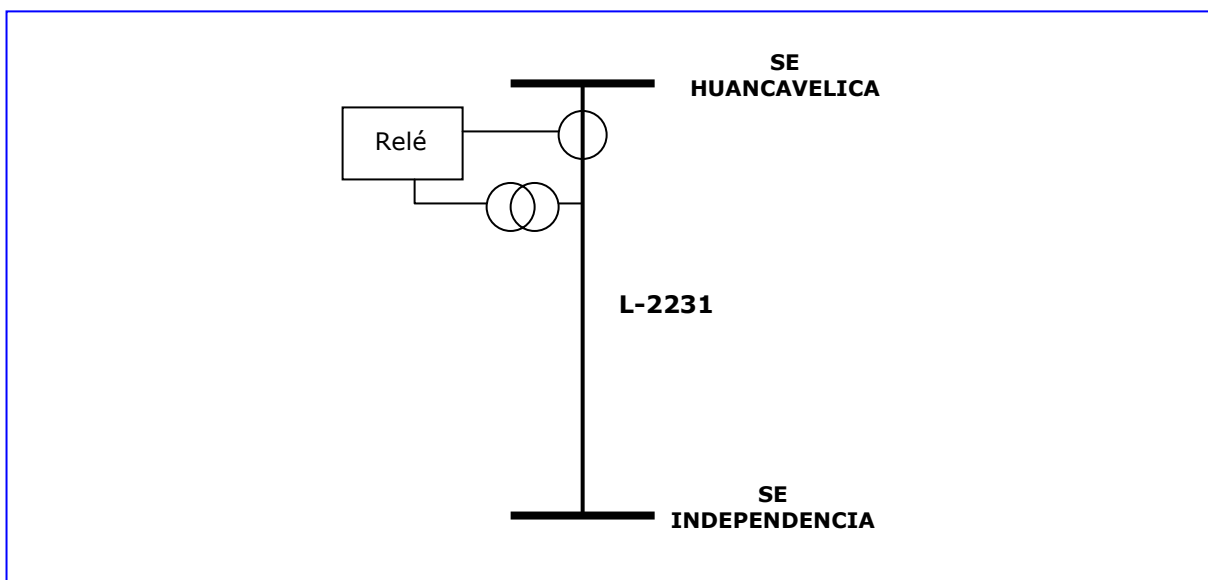 SE
HUANCAVELICA
Relé
L-2231
SE
INDEPENDENCIA